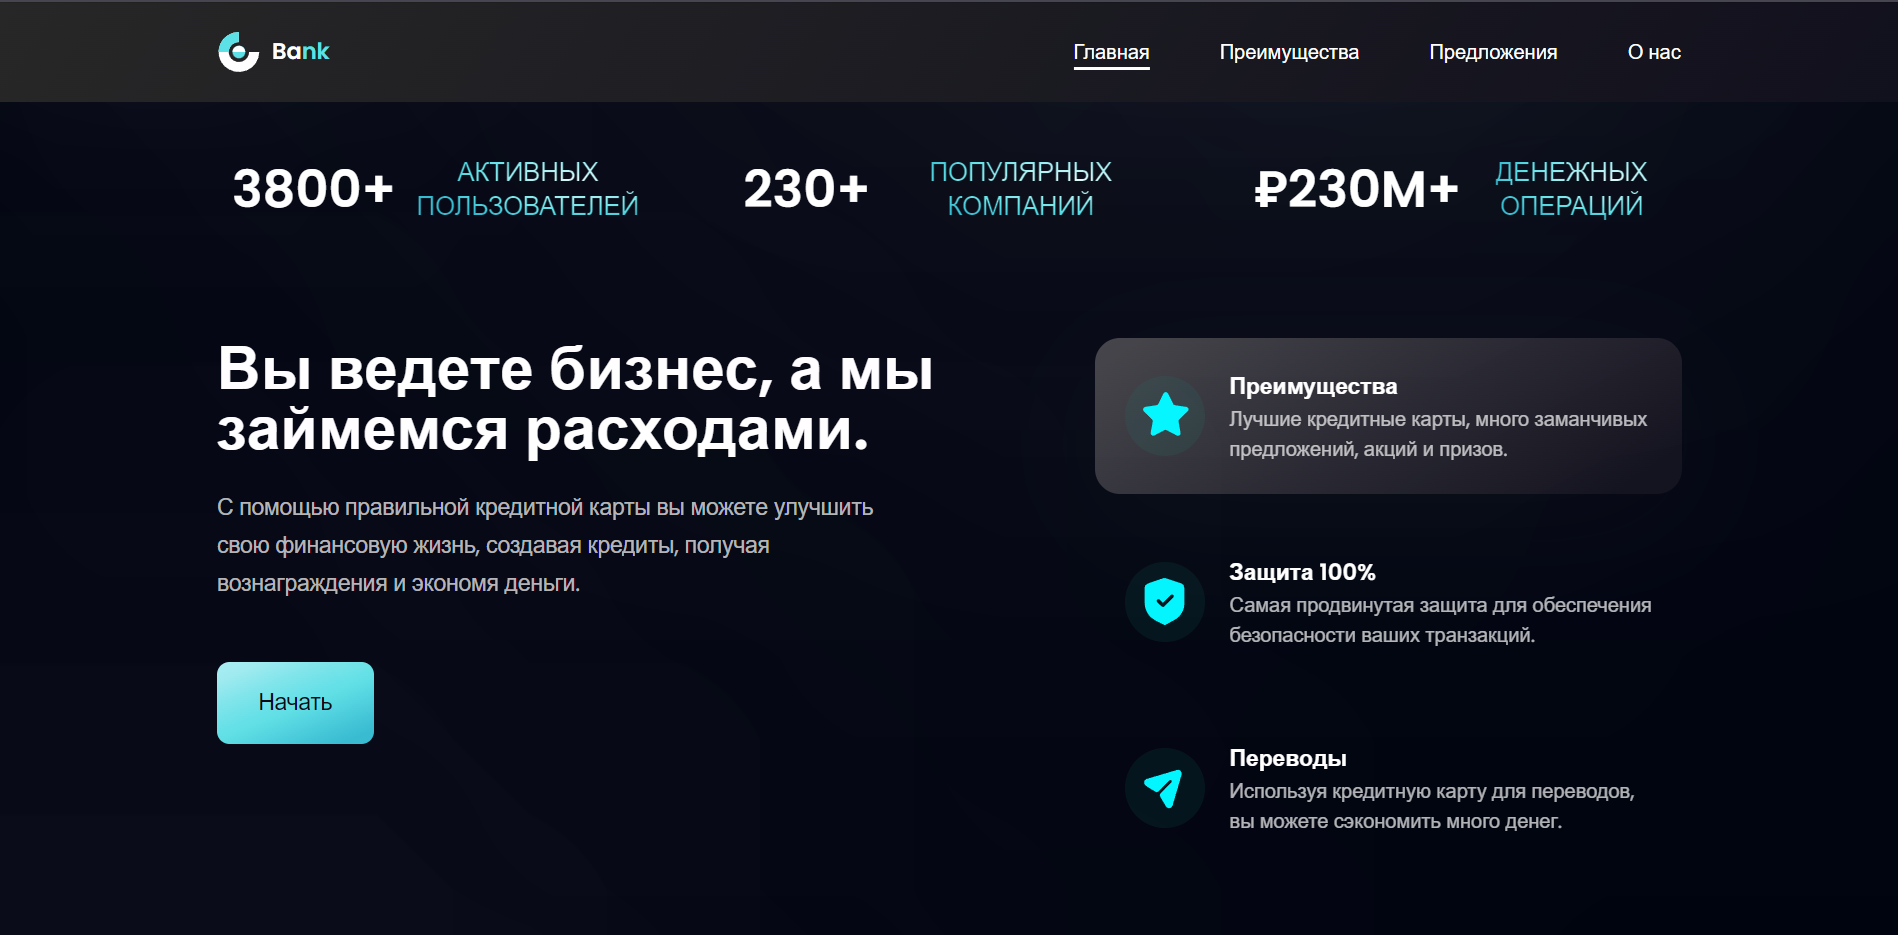 Bank
Главная
Преимущества
Предложения
О нас
3800+
АКТИВНЫХ
ПОЛЬЗОВАТЕЛЕЙ
230+
ПОПУЛЯРНЫХ
КОМПАНИЙ
₽230M+
ДЕНЕЖНЫХ
ОПЕРАЦИЙ
Вы ведете бизнес, а мы
займемся расходами.
С помощью правильной кредитной карты вы можете улучшить
свою финансовую жизнь, создавая кредиты, получая
вознаграждения и экономя деньги.
Начать
Преимущества
Лучшие кредитные карты, много заманчивых
предложений, акций и призов.
Защита 100%
Самая продвинутая защита для обеспечения
безопасности ваших транзакций.
Переводы
Используя кредитную карту для переводов,
вы можете сэкономить много денег.